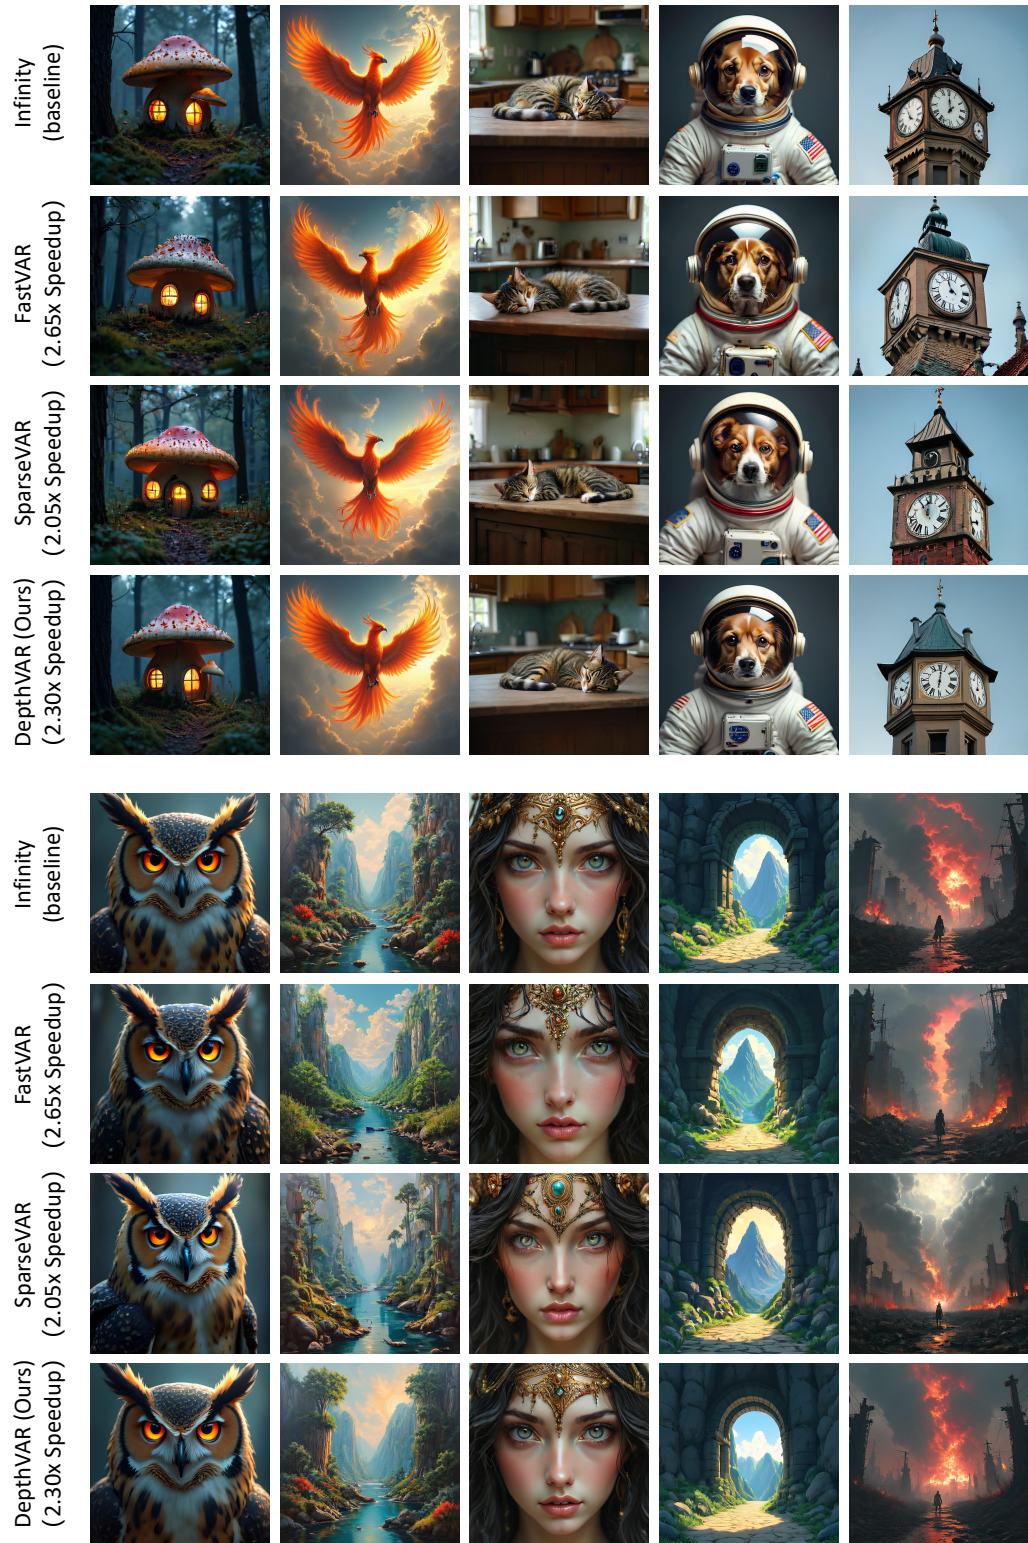 Infinity
(baseline)
FastVAR
(2.65x Speedup)
SparseVAR
(2.05x Speedup)
DepthVAR (Ours)
(2.30x Speedup)
Infinity
(baseline)
FastVAR
(2.65x Speedup)
SparseVAR
(2.05x Speedup)
DepthVAR (Ours)
(2.30x Speedup)